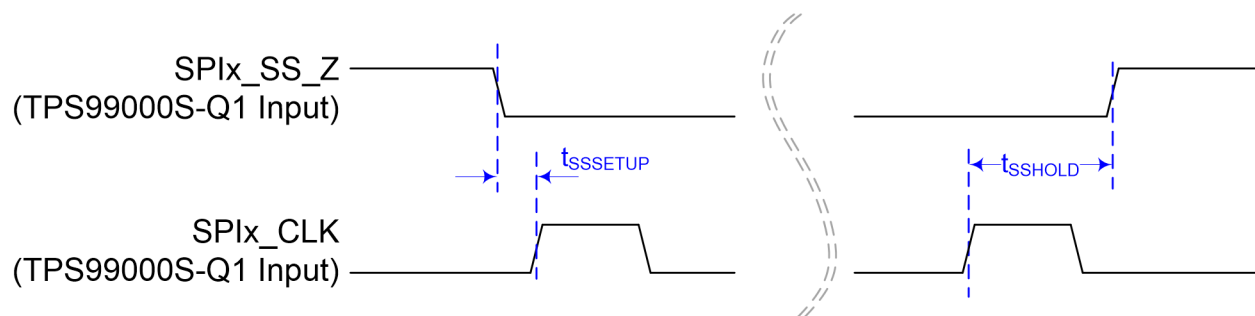 SPIx_SS_Z
(TPS99000S-Q1 Input)
tSSSETUP
tSSHOLD
SPIx_CLK
(TPS99000S-Q1 Input)